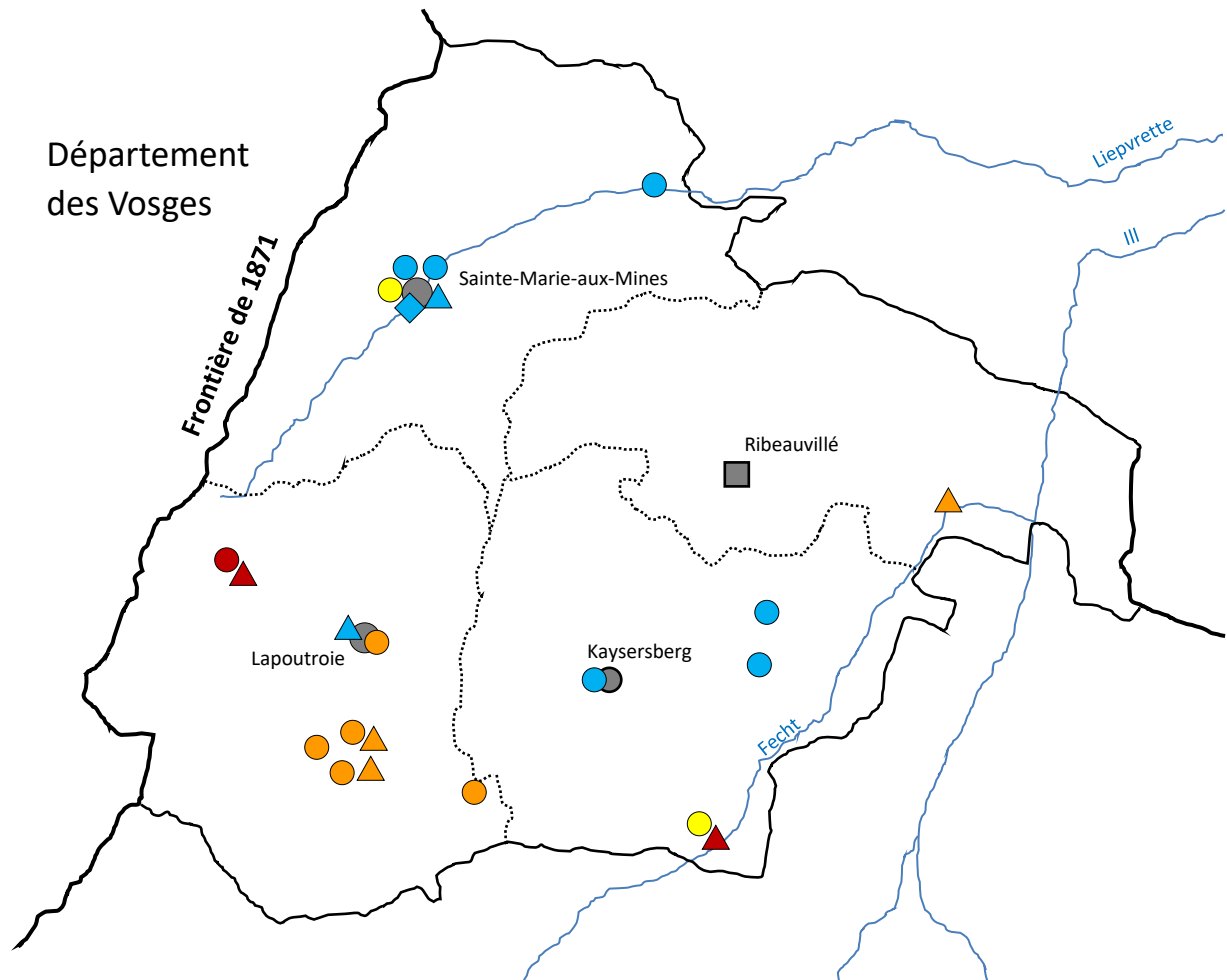 Département
des Vosges
Liepvrette
Ill
Frontière de 1871
Sainte-Marie-aux-Mines
Ribeauvillé
Lapoutroie
Kaysersberg
Fecht